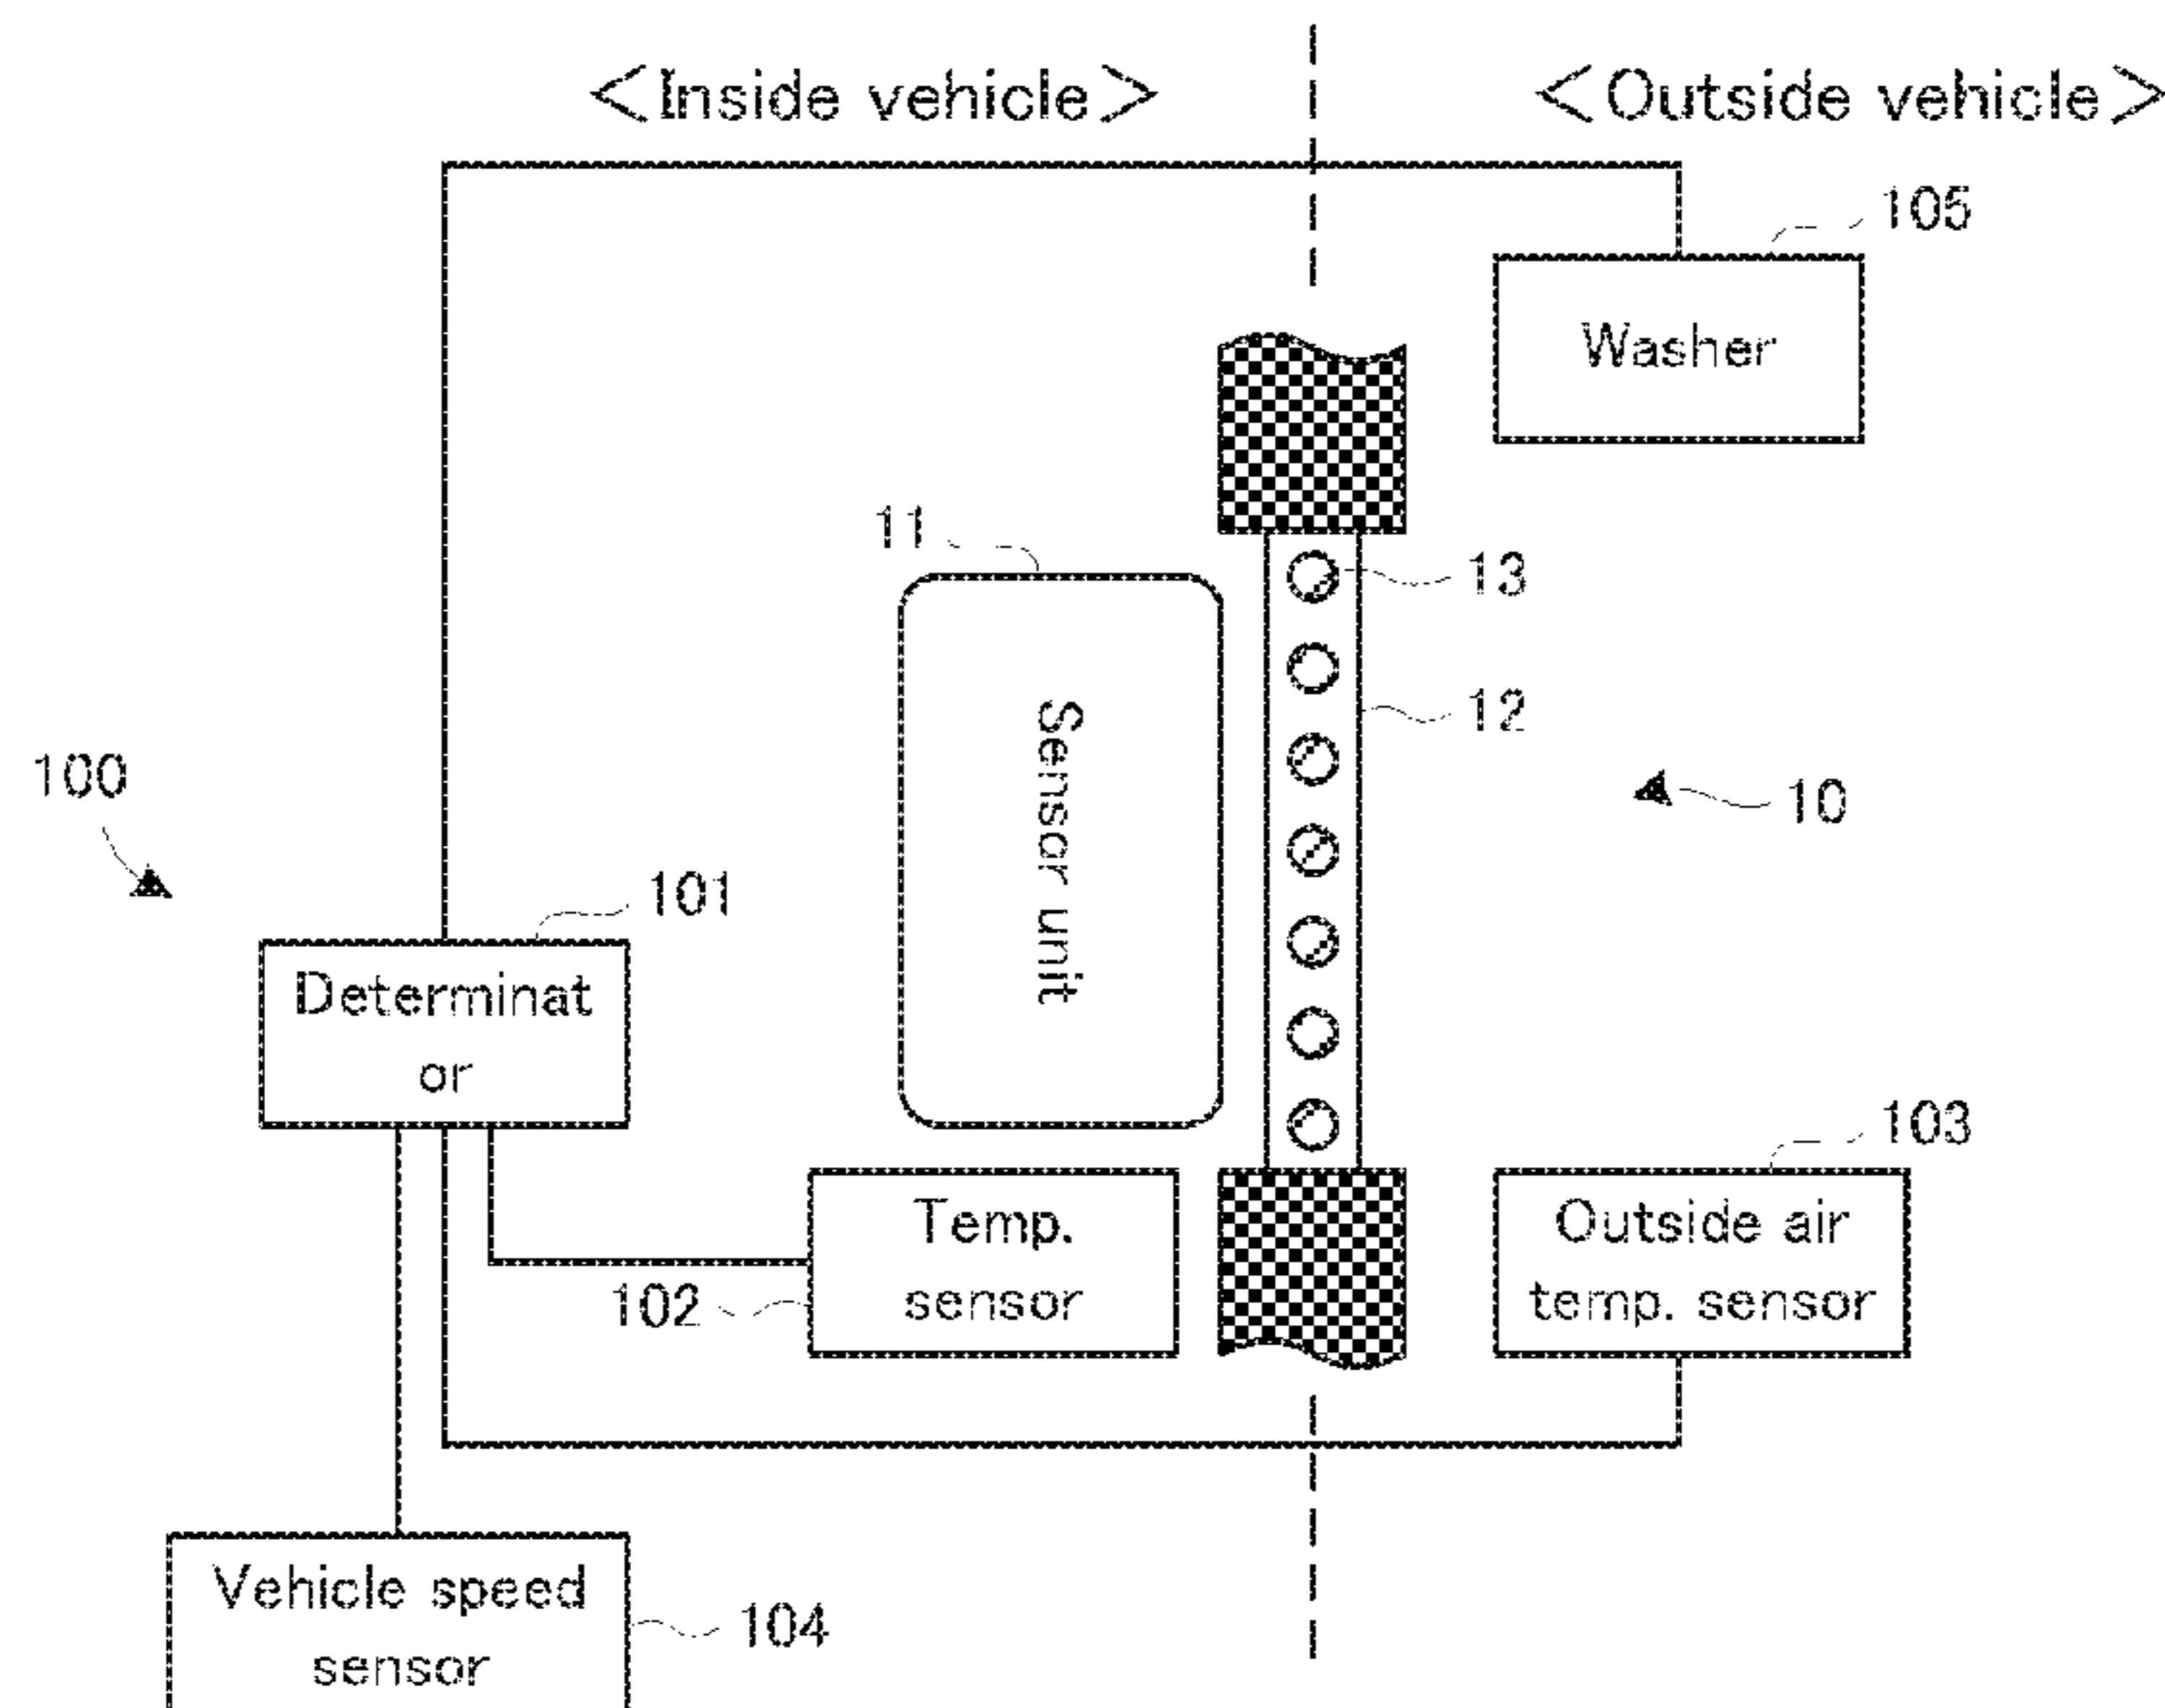 <Inside vehicle>
<Outside vehicle>
105
Washer
11
13
Sensor unit
12
100
10
101
Determinat
or
103
Temp.
sensor
Outside air
temp. sensor
102
Vehicle speed
sensor
104